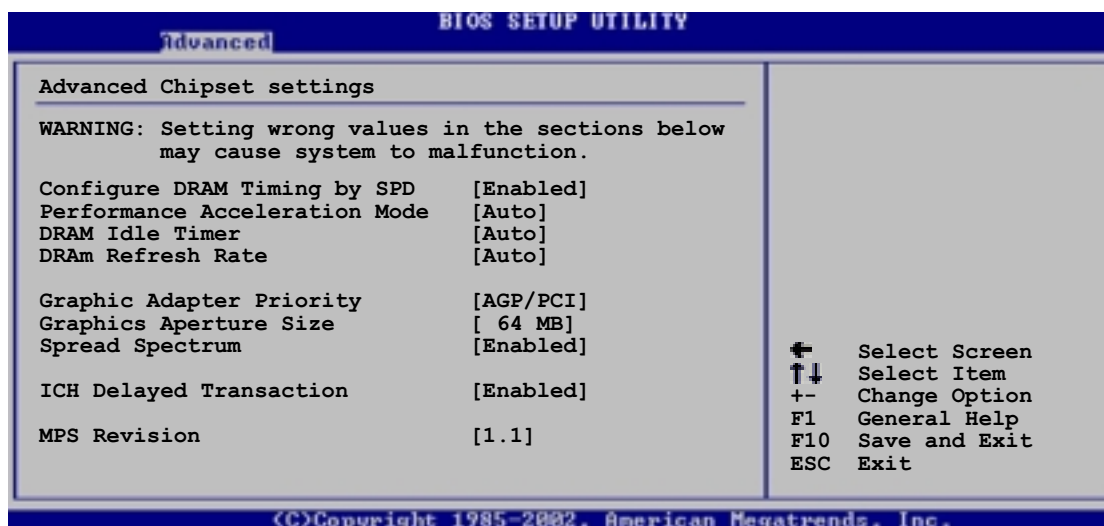 BIOS SETUP UTILITY
Advanced
Advanced Chipset settings
WARNING: Setting wrong values in the sections below
may cause system to malfunction.
Configure DRAM Timing by SPD [Enabled]
Performance Acceleration Mode [Auto]
DRAM Idle Timer [Auto]
DRAm Refresh Rate [Auto]
Graphic Adapter Priority [AGP/PCI]
Graphics Aperture Size [ 64 MB]
Spread Spectrum [Enabled]
ICH Delayed Transaction [Enabled]
MPS Revision [1.1]
← Select Screen
↑↓ Select Item
+- Change Option
F1 General Help
F10 Save and Exit
ESC Exit
(C)Copyright 1985-2002, American Megatrends, Inc.